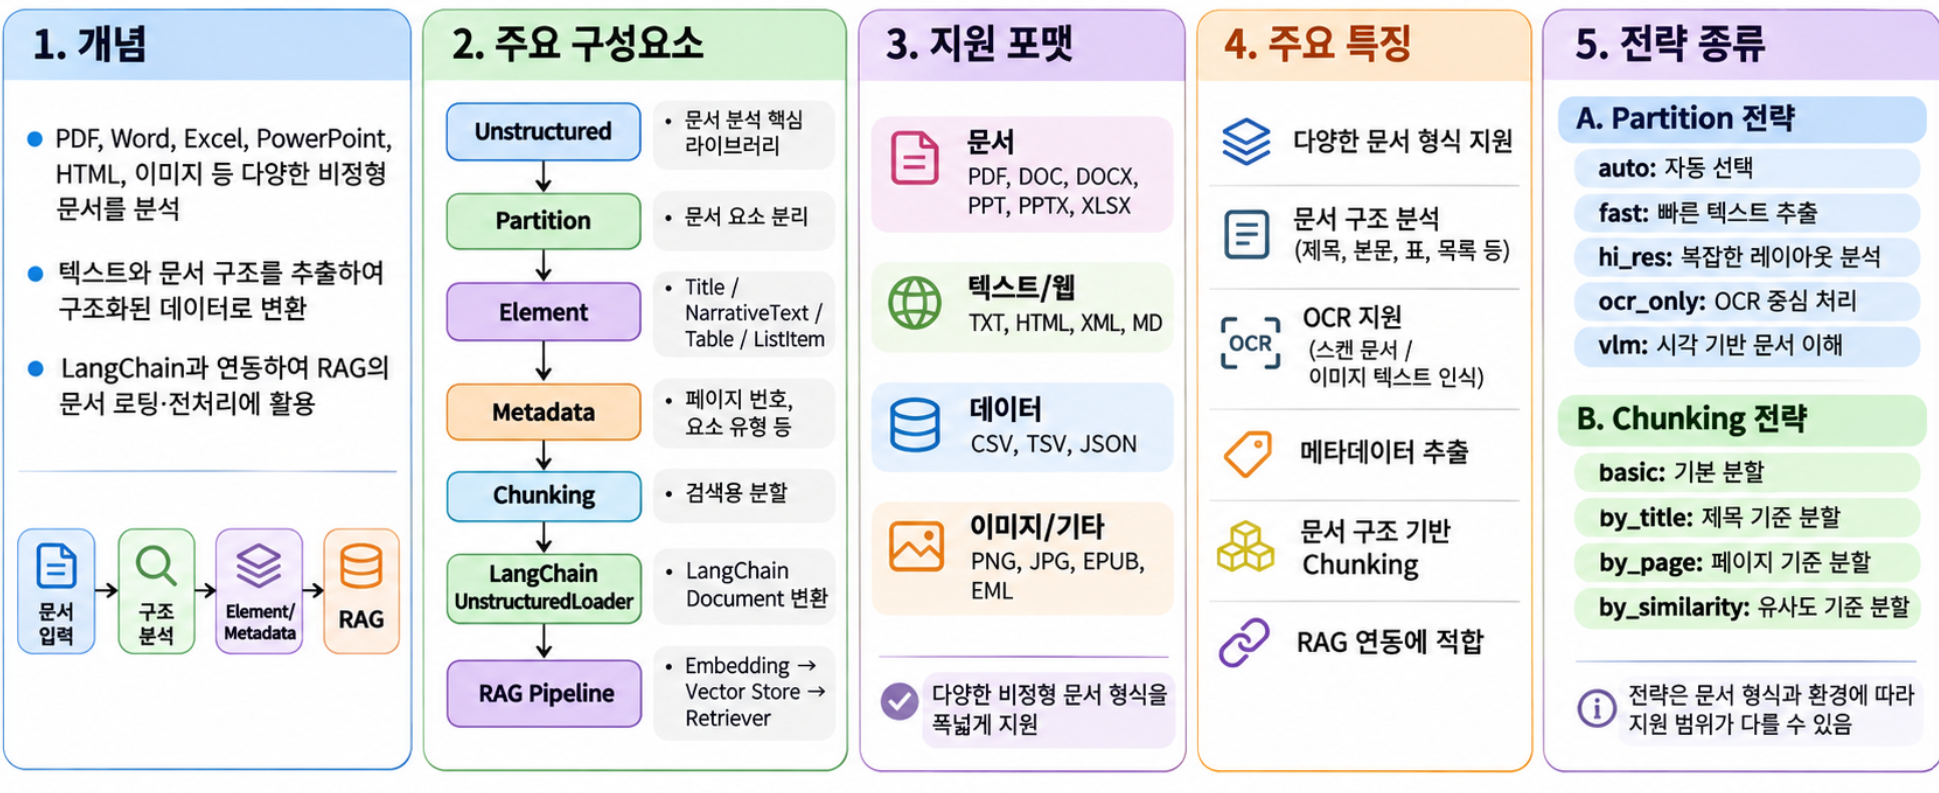 1. 개념
PDF, Word, Excel, PowerPoint,
HTML, 이미지 등 다양한 비정형
문서를 분석
텍스트와 문서 구조를 추출하여
구조화된 데이터로 변환
LangChain과 연동하여 RAG의
문서 로팅·전처리에 활용
문서
입력
구조
분석
Element/
Metadata
RAG
2. 주요 구성요소
Unstructured
• 문서 분석 핵심
라이브러리
Partition
• 문서 요소 분리
Element
• Title /
NarrativeText /
Table / ListItem
Metadata
• 페이지 번호,
요소 유형 등
Chunking
• 검색용 분할
LangChain
UnstructuredLoader
• LangChain
Document 변환
RAG Pipeline
• Embedding →
Vector Store →
Retriever
3. 지원 포맷
문서
PDF, DOC, DOCX,
PPT, PPTX, XLSX
텍스트/웹
TXT, HTML, XML, MD
데이터
CSV, TSV, JSON
이미지/기타
PNG, JPG, EPUB,
EML
다양한 비정형 문서 형식을
폭넓게 지원
4. 주요 특징
다양한 문서 형식 지원
문서 구조 분석
(제목, 본문, 표, 목록 등)
OCR
OCR 지원
(스캔 문서 /
이미지 텍스트 인식)
메타데이터 추출
문서 구조 기반
Chunking
RAG 연동에 적합
5. 전략 종류
A. Partition 전략
auto: 자동 선택
fast: 빠른 텍스트 추출
hi_res: 복잡한 레이아웃 분석
ocr_only: OCR 중심 처리
vlm: 시각 기반 문서 이해
B. Chunking 전략
basic: 기본 분할
by_title: 제목 기준 분할
by_page: 페이지 기준 분할
by_similarity: 유사도 기준 분할
전략은 문서 형식과 환경에 따라
지원 범위가 다를 수 있음